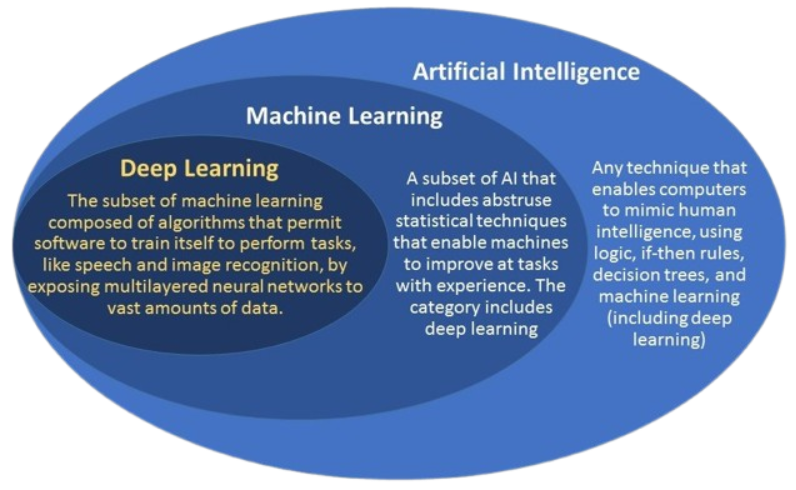 Artificial Intelligence
Machine Learning
Deep Learning
The subset of machine learning
composed of algorithms that permit
software to train itself to perform tasks,
like speech and image recognition, by
exposing multilayered neural networks to
vast amounts of data.
A subset of AI that
includes abstruse
statistical techniques
that enable machines
to improve at tasks
with experience. The
category includes
deep learning
Any technique that
enables computers
to mimic human
intelligence, using
logic, if-then rules,
decision trees, and
machine learning
(including deep
learning)